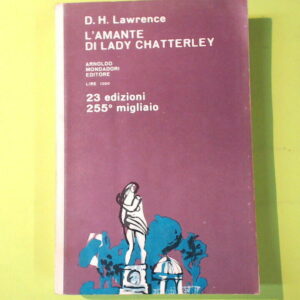 D. H. Lawrence
L'AMANTE
DI LADY CHATTERLEY
ARNOLDO
MONDADORI
EDITORE
LIRE 1000
23 edizioni
255° migliaio